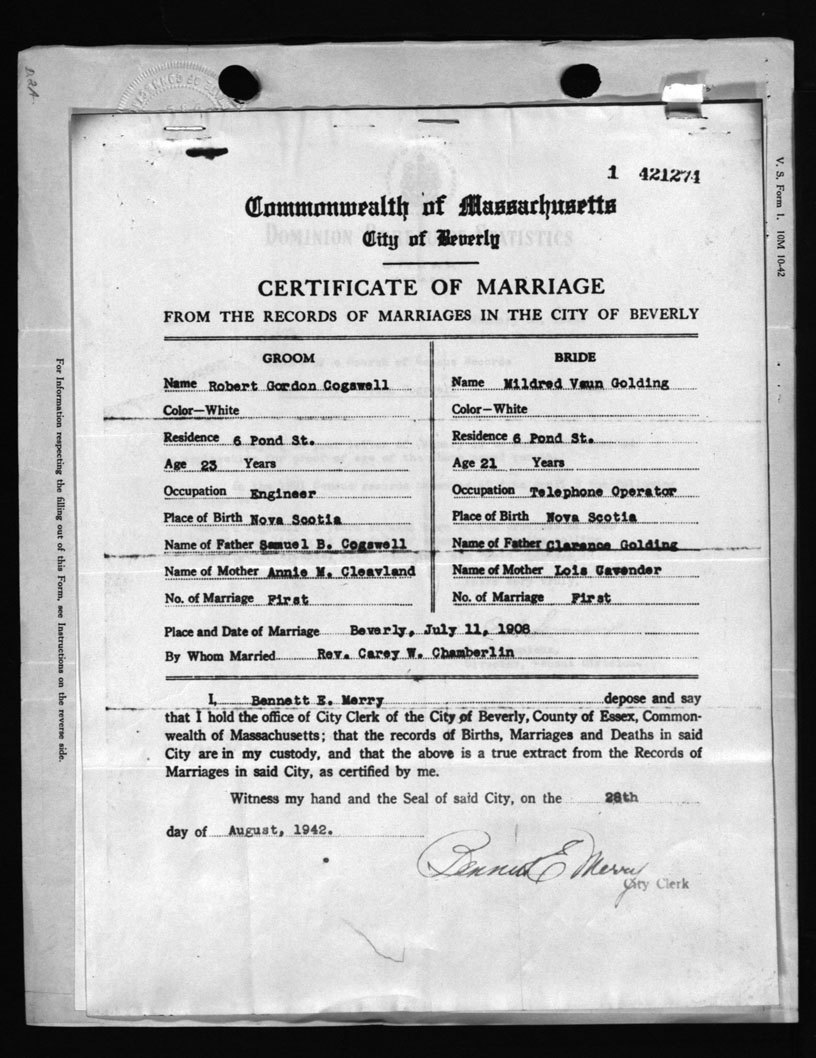 D2A
1 421274
Commonwealth of Massachusetts
City of Beverly
DOMINION STATISTICS
CERTIFICATE OF MARRIAGE
FROM THE RECORDS OF MARRIAGES IN THE CITY OF BEVERLY
GROOM
Name Robert Gordon Cogswell
Color—White
Residence 6 Pond St.
Age 23 Years
Occupation Engineer
Place of Birth Nova Scotia
Name of Father Samuel B. Cogswell
Name of Mother Annie M. Cleavland
No. of Marriage First
BRIDE
Name Mildred Vaun Golding
Color—White
Residence 6 Pond St.
Age 21 Years
Occupation Telephone Operator
Place of Birth Nova Scotia
Name of Father Clarence Golding
Name of Mother Lois Cavender
No. of Marriage First
Place and Date of Marriage Beverly, July 11, 1908
By Whom Married Rev. Carey W. Chamberlin
I, Bennett E. Merry depose and say
that I hold the office of City Clerk of the City of Beverly, County of Essex, Common-
wealth of Massachusetts; that the records of Births, Marriages and Deaths in said
City are in my custody, and that the above is a true extract from the Records of
Marriages in said City, as certified by me.
Witness my hand and the Seal of said City, on the 28th
day of August, 1942.
Bennett E Merry
City Clerk
For Information respecting the filling out of this Form, see Instructions on the reverse side.
V. S. Form 1. 10M 10-42